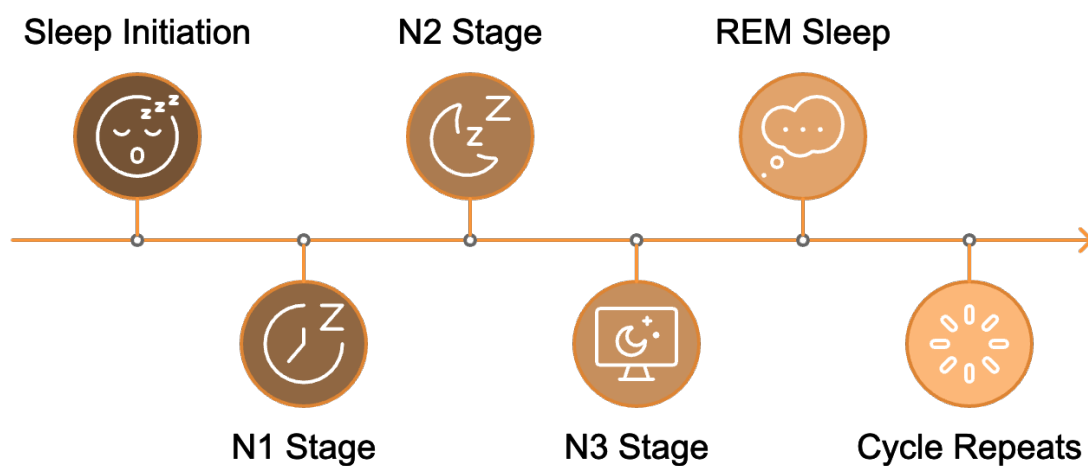 Sleep Initiation
N1 Stage
N2 Stage
N3 Stage
REM Sleep
Cycle Repeats